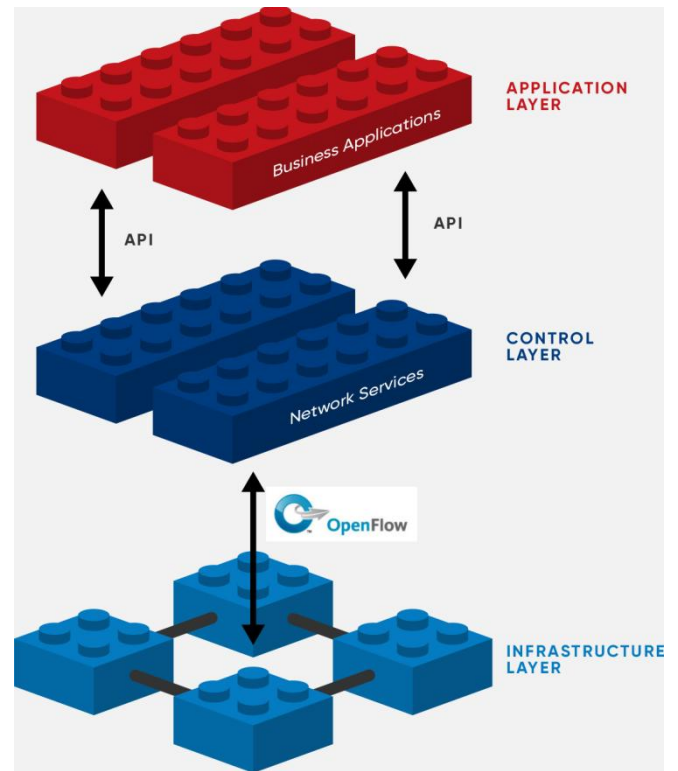 APPLICATION
LAYER
Business Applications
API
API
CONTROL
LAYER
Network Services
OpenFlow
INFRASTRUCTURE
LAYER